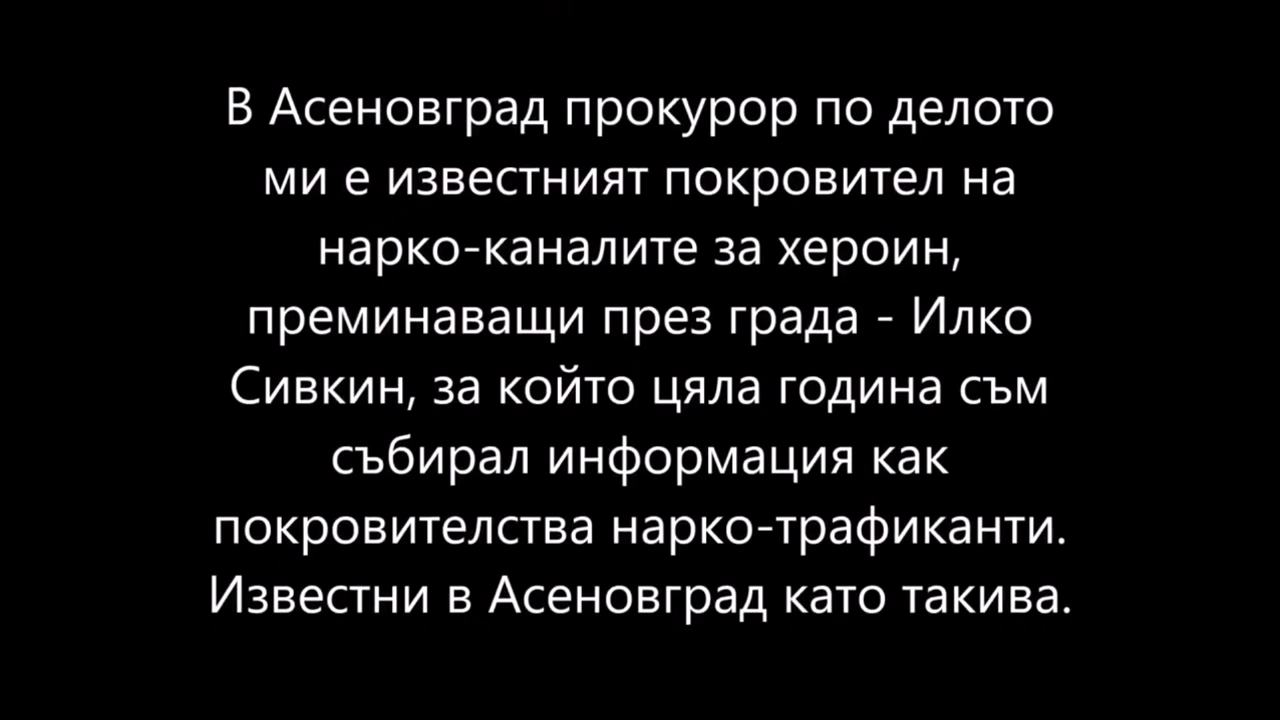 В Асеновград прокурор по делото
ми е известният покровител на
нарко-каналите за хероин,
преминаващи през града - Илко
Сивкин, за който цяла година съм
събирал информация как
покровителства нарко-трафиканти.
Известни в Асеновград като такива.